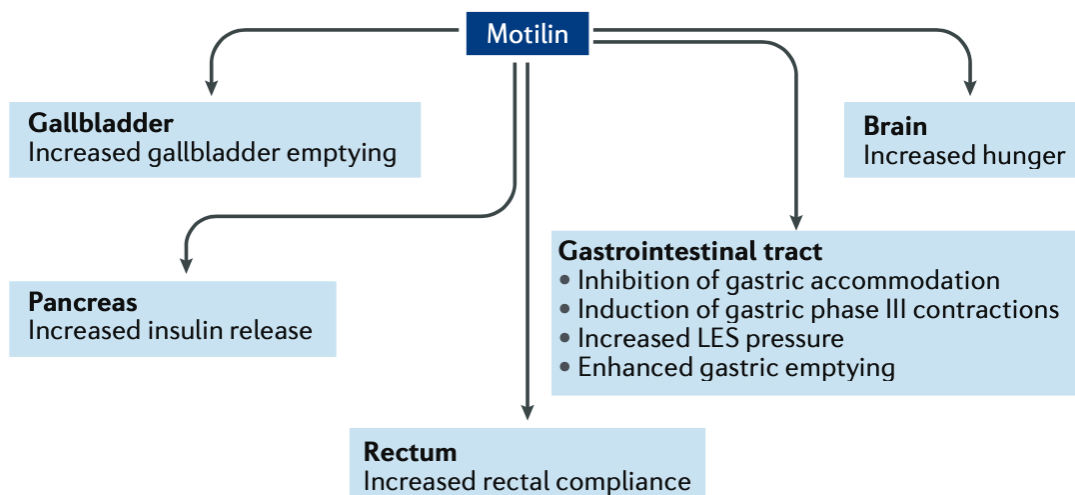 Motilin
Gallbladder
Increased gallbladder emptying
Brain
Increased hunger
Pancreas
Increased insulin release
Gastrointestinal tract
• Inhibition of gastric accommodation
• Induction of gastric phase III contractions
• Increased LES pressure
• Enhanced gastric emptying
Rectum
Increased rectal compliance